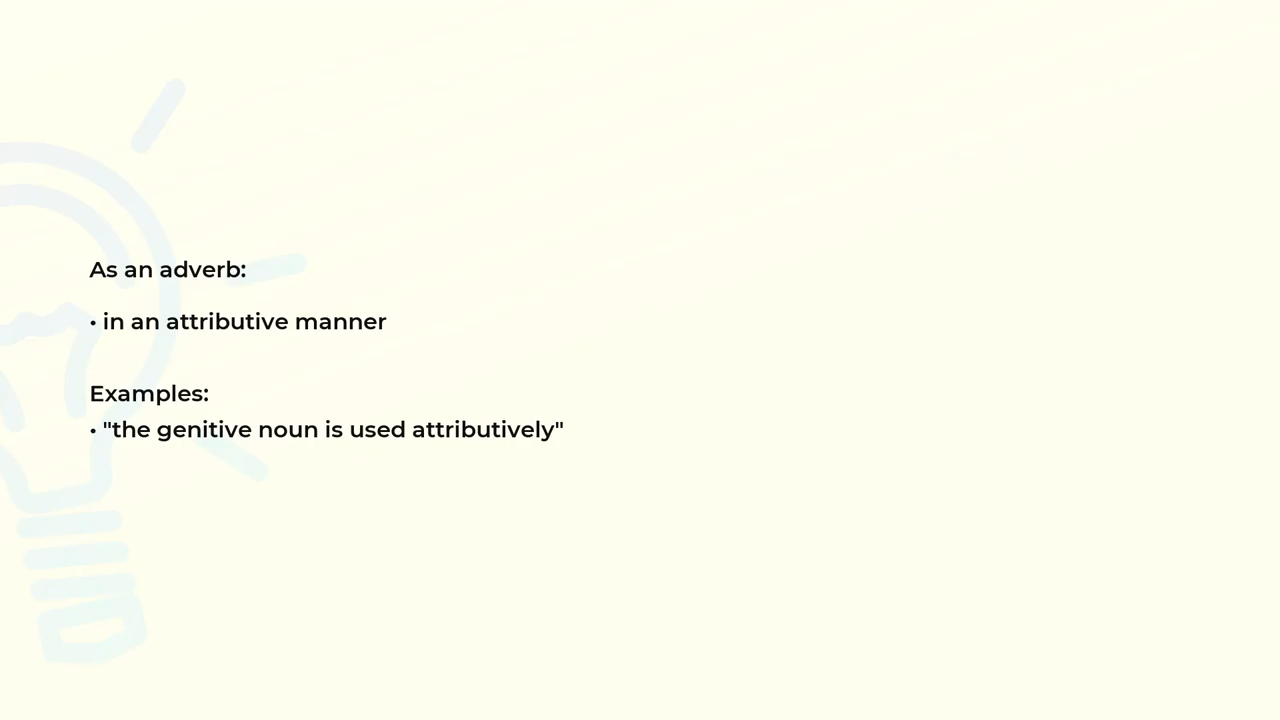 As an adverb:
• in an attributive manner
Examples:
• "the genitive noun is used attributively"